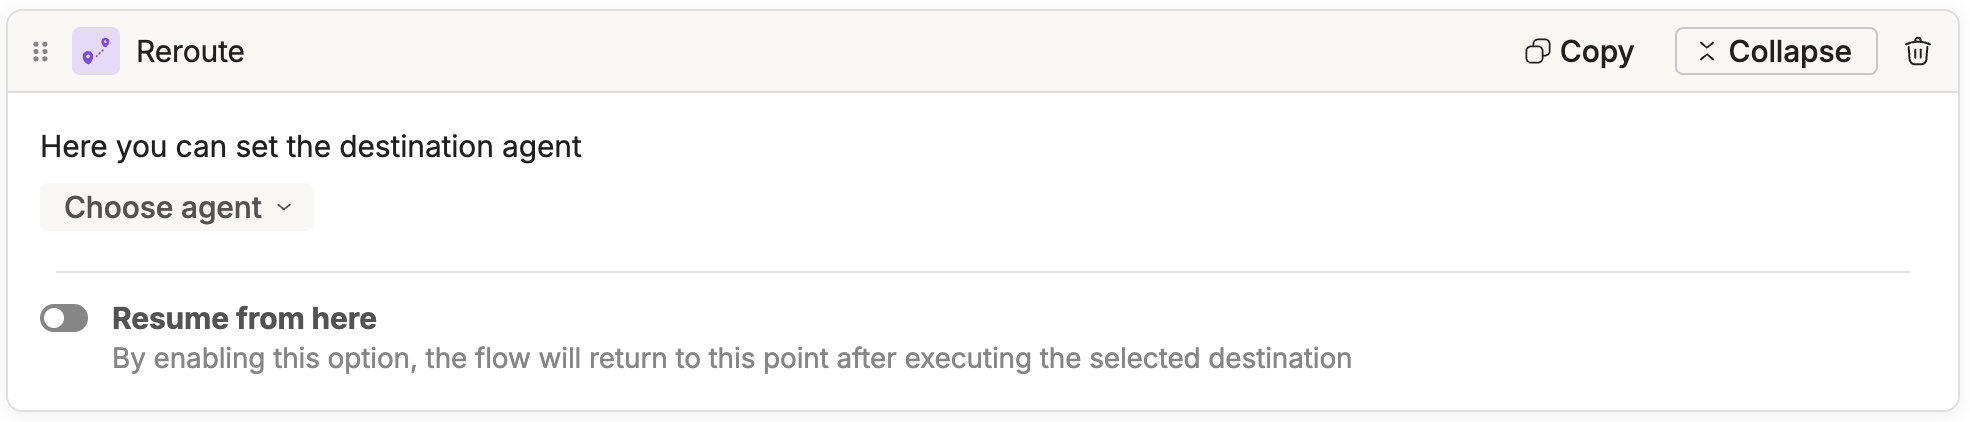 Reroute
Copy
Collapse
Here you can set the destination agent
Choose agent
Resume from here
By enabling this option, the flow will return to this point after executing the selected destination